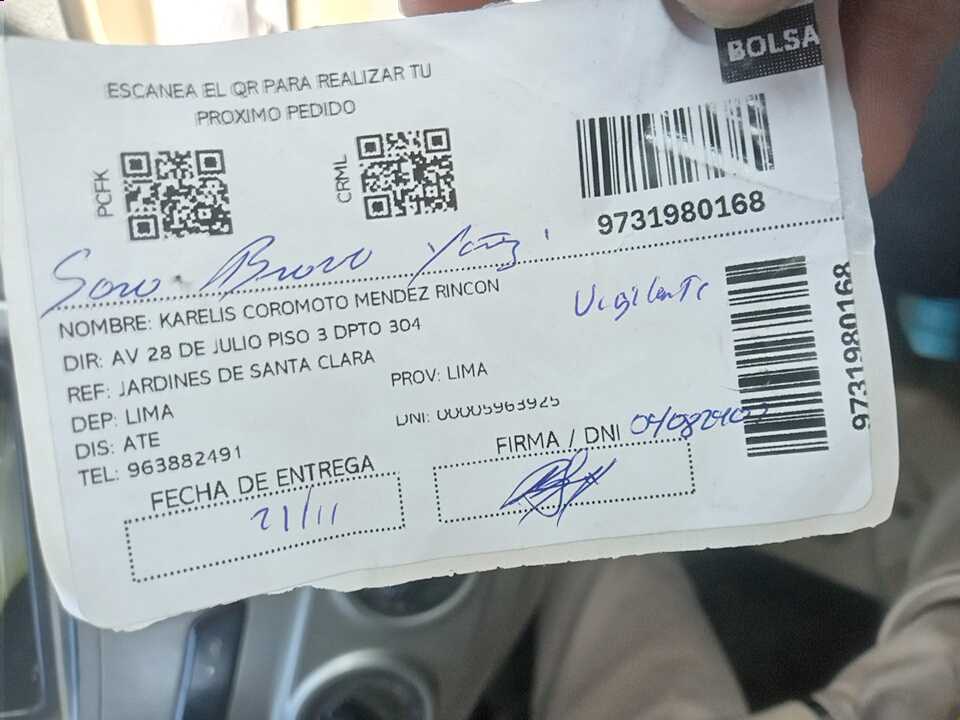 BOLSA
ESCANEA EL QR PARA REALIZAR TU
PROXIMO PEDIDO
PCFK
CRML
9731980168
NOMBRE: KARELIS COROMOTO MENDEZ RINCON
Vigilante
DIR: AV 28 DE JULIO PISO 3 DPTO 304
REF: JARDINES DE SANTA CLARA
DEP: LIMA
PROV: LIMA
DIS: ATE
DNI: 00005963925
TEL: 963882491
9731980168
FECHA DE ENTREGA
21/11
FIRMA / DNI